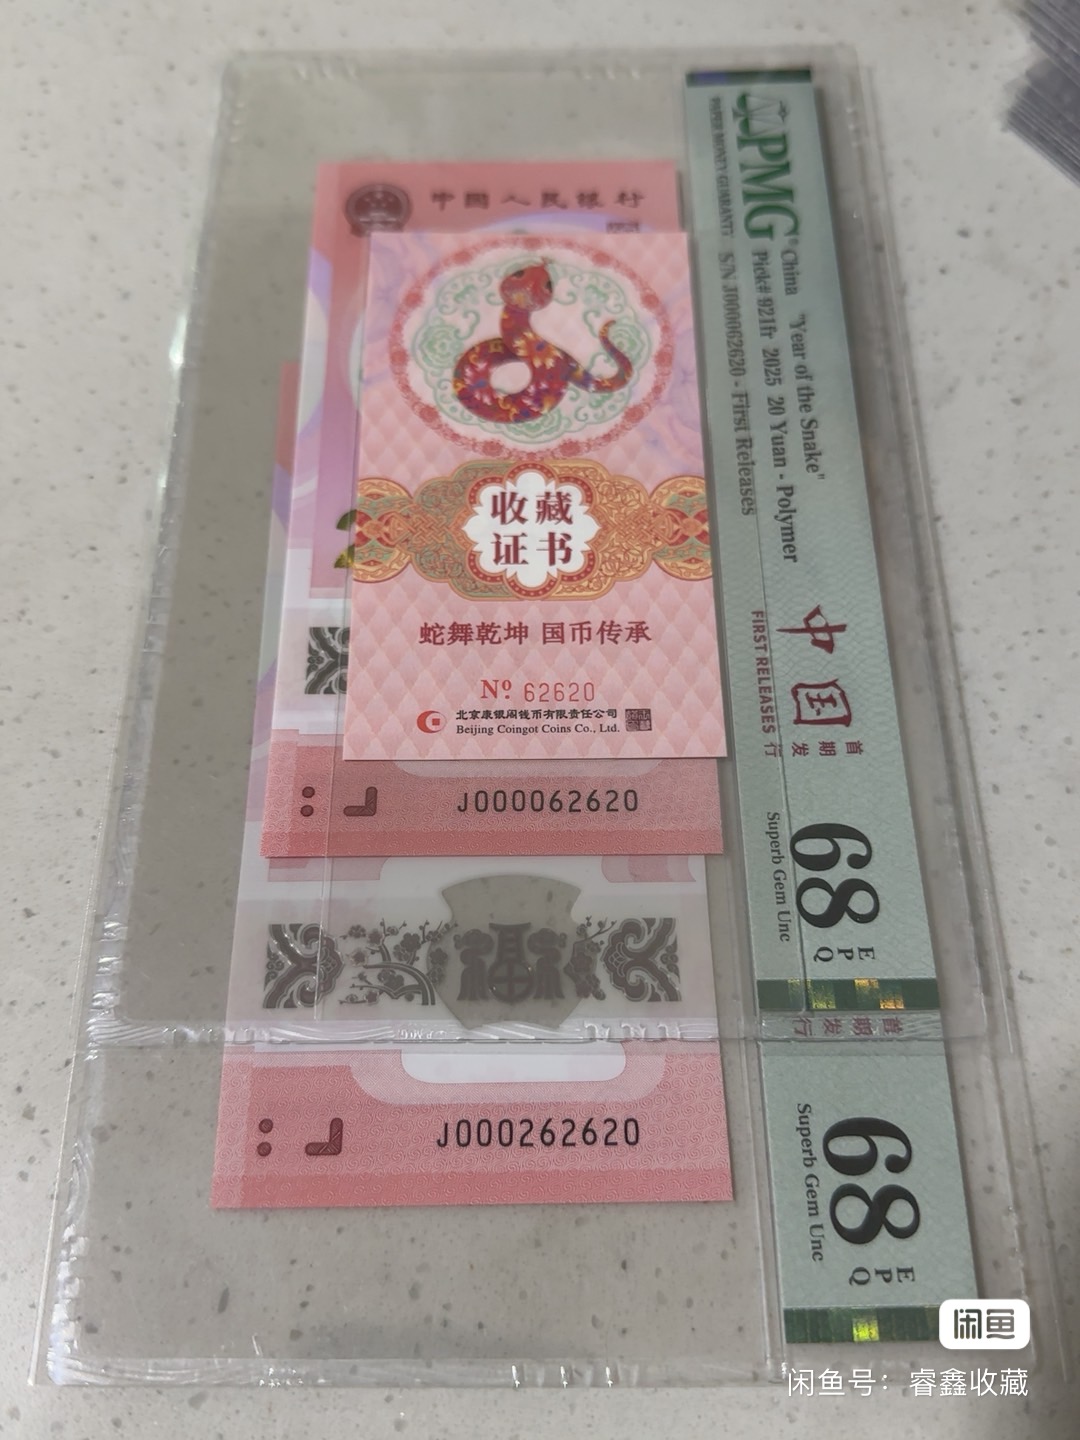 中国人民银行
收藏
证书
蛇舞乾坤 国币传承
Nº 62620
北京康银阁钱币有限责任公司
Beijing Coingot Coins Co., Ltd.
J000062620
福
J000262620
PMG
PAPER MONEY GUARANTY
China "Year of the Snake"
Pick# 921fr 2025 20 Yuan - Polymer
S/N J000062620 - First Releases
中国
FIRST RELEASES
首期发行
68 EPQ
Superb Gem Unc
首期发行
68 EPQ
Superb Gem Unc
闲鱼
闲鱼号：睿鑫收藏